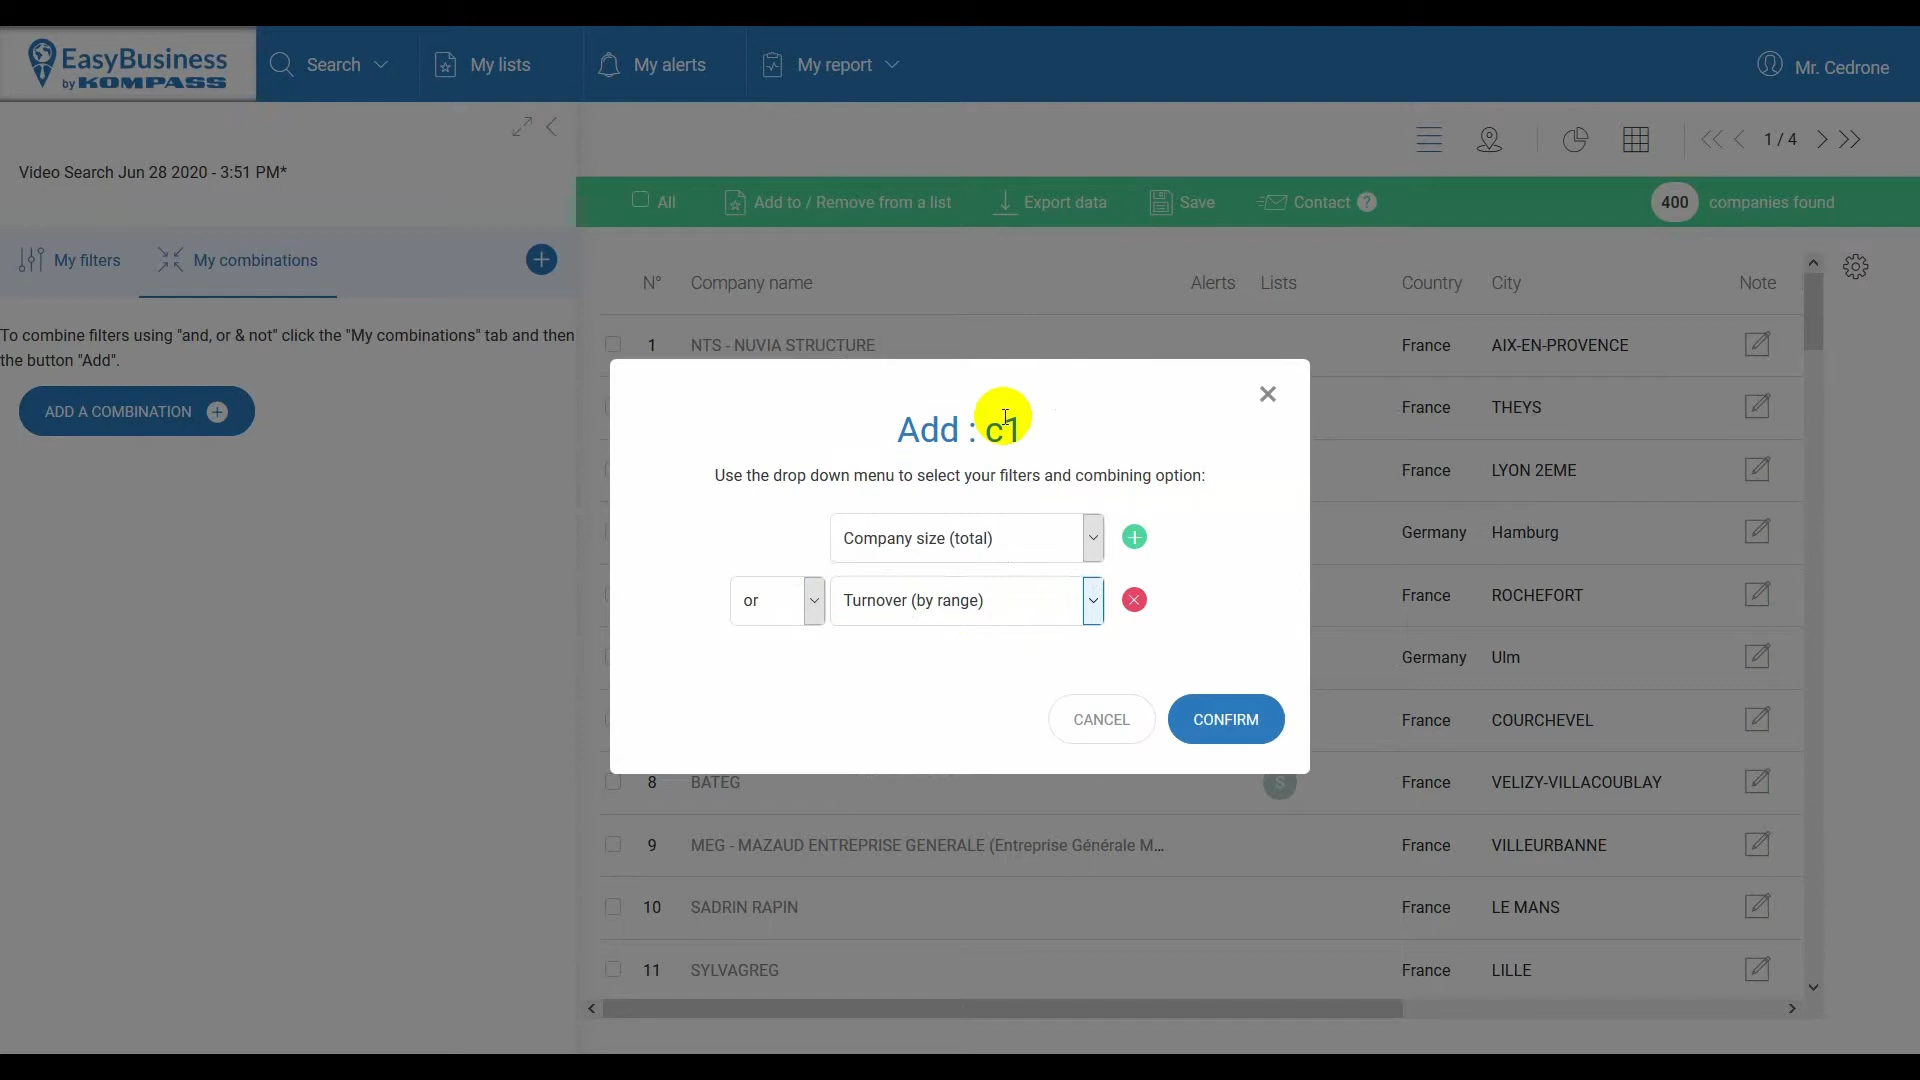 EasyBusiness
by KOMPASS
Search
My lists
My alerts
My report
Mr. Cedrone
1 / 4
Video Search Jun 28 2020 - 3:51 PM*
All
Add to / Remove from a list
Export data
Save
Contact ?
400 companies found
My filters
My combinations
To combine filters using "and, or & not" click the "My combinations" tab and then
the button "Add".
ADD A COMBINATION
N° Company name Alerts Lists Country City Note
1 NTS - NUVIA STRUCTURE France AIX-EN-PROVENCE
France THEYS
France LYON 2EME
Germany Hamburg
France ROCHEFORT
Germany Ulm
France COURCHEVEL
8 BATEG S France VELIZY-VILLACOUBLAY
9 MEG - MAZAUD ENTREPRISE GENERALE (Entreprise Générale M... France VILLEURBANNE
10 SADRIN RAPIN France LE MANS
11 SYLVAGREG France LILLE
Add : c1
Use the drop down menu to select your filters and combining option:
Company size (total)
or Turnover (by range)
CANCEL
CONFIRM